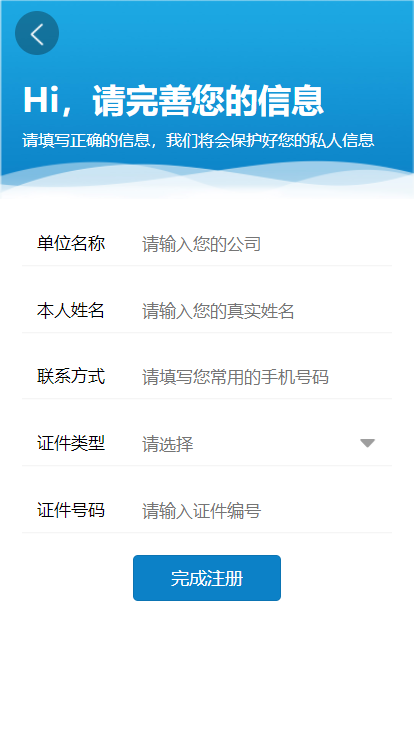 Hi，请完善您的信息
请填写正确的信息，我们将会保护好您的私人信息
单位名称 请输入您的公司
本人姓名 请输入您的真实姓名
联系方式 请填写您常用的手机号码
证件类型 请选择
证件号码 请输入证件编号
完成注册